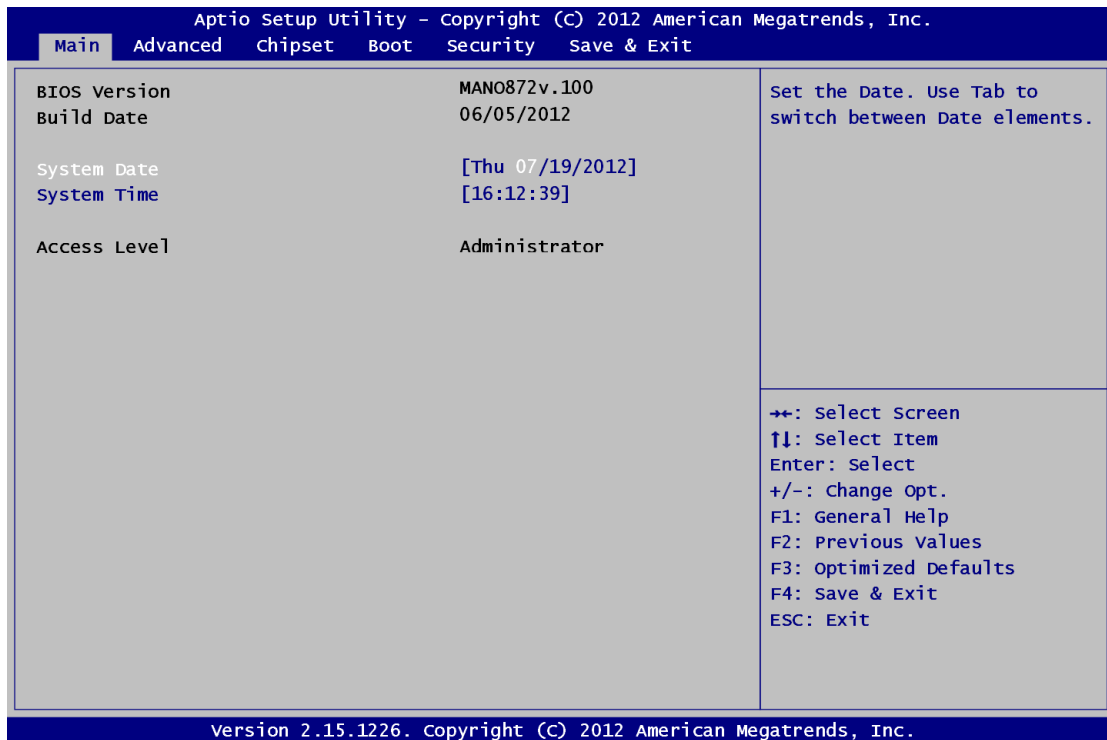 Aptio Setup Utility – Copyright (C) 2012 American Megatrends, Inc.
Main Advanced Chipset Boot Security Save & Exit
BIOS Version MANO872v.100
Build Date 06/05/2012
System Date [Thu 07/19/2012]
System Time [16:12:39]
Access Level Administrator
Set the Date. Use Tab to
switch between Date elements.
→←: Select Screen
↑↓: Select Item
Enter: Select
+/-: Change Opt.
F1: General Help
F2: Previous Values
F3: Optimized Defaults
F4: Save & Exit
ESC: Exit
Version 2.15.1226. Copyright (C) 2012 American Megatrends, Inc.